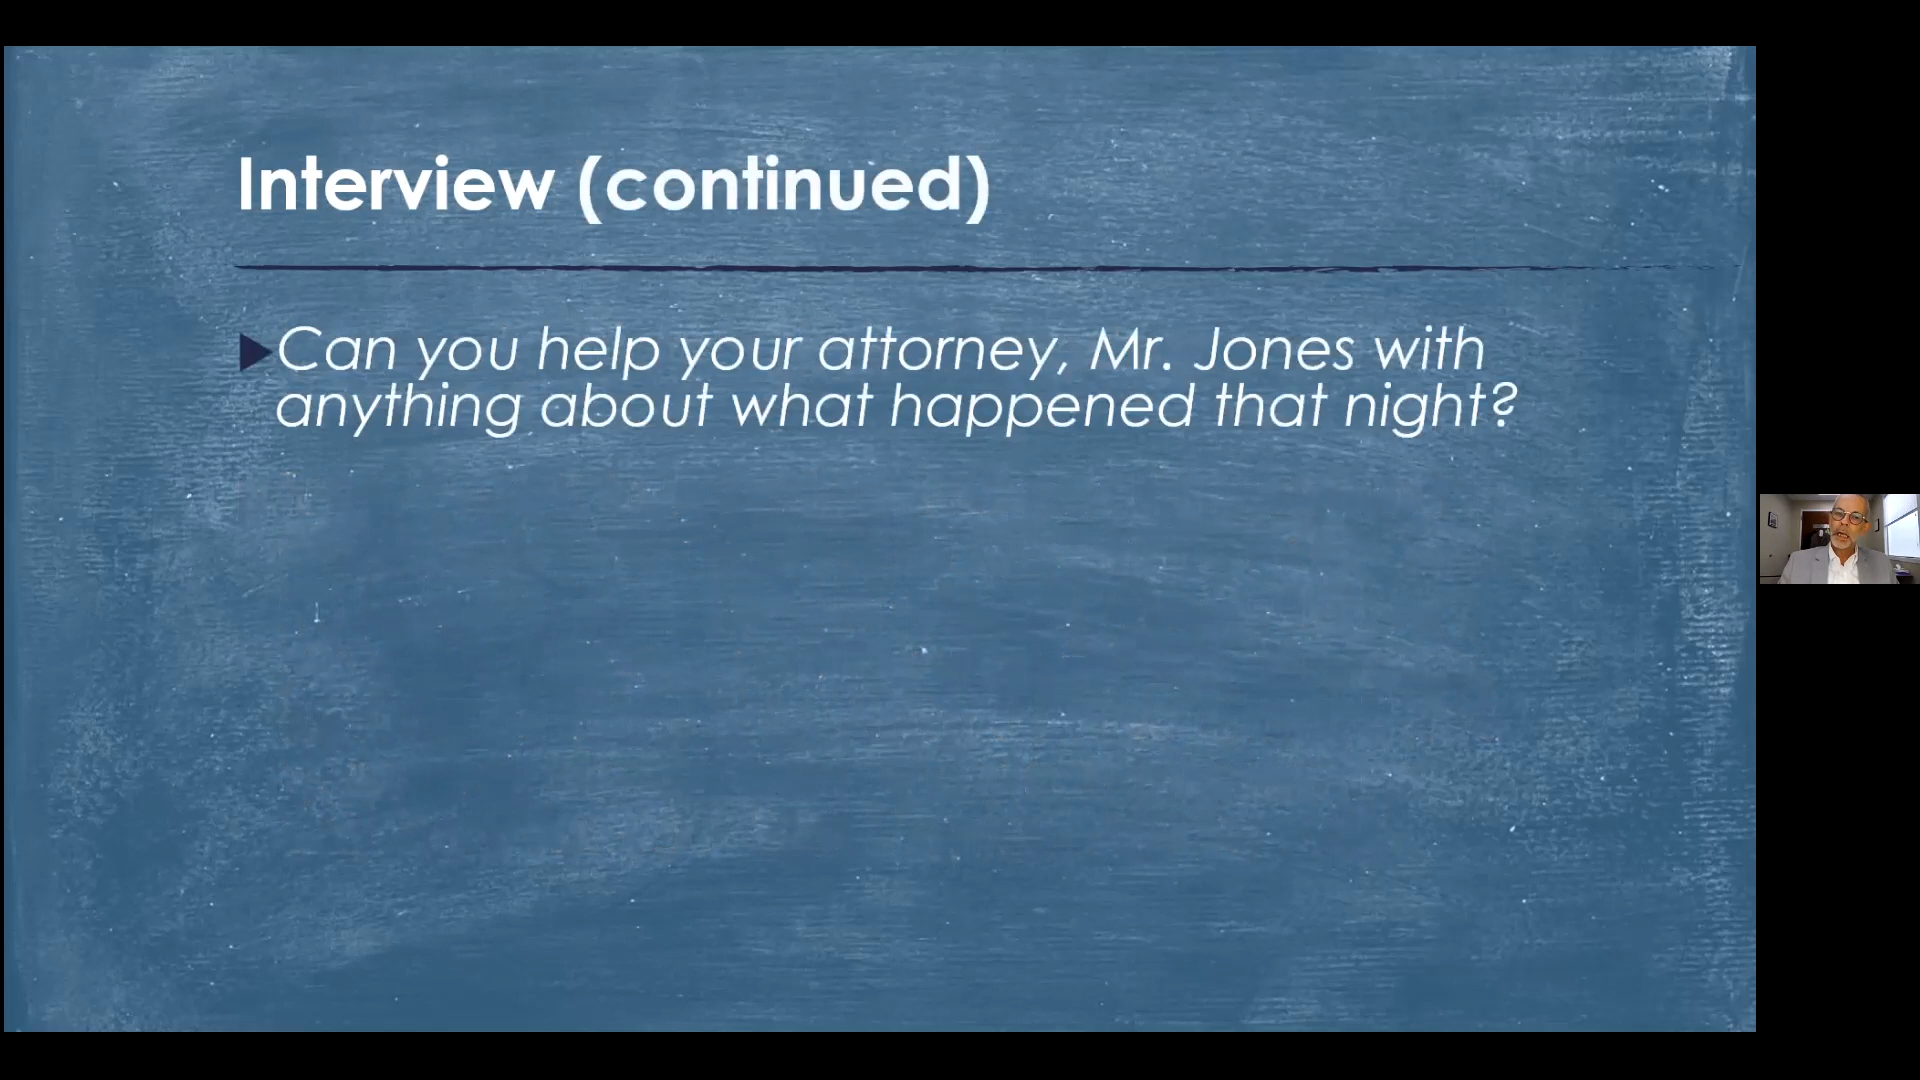 Interview (continued)
Can you help your attorney, Mr. Jones with
anything about what happened that night?